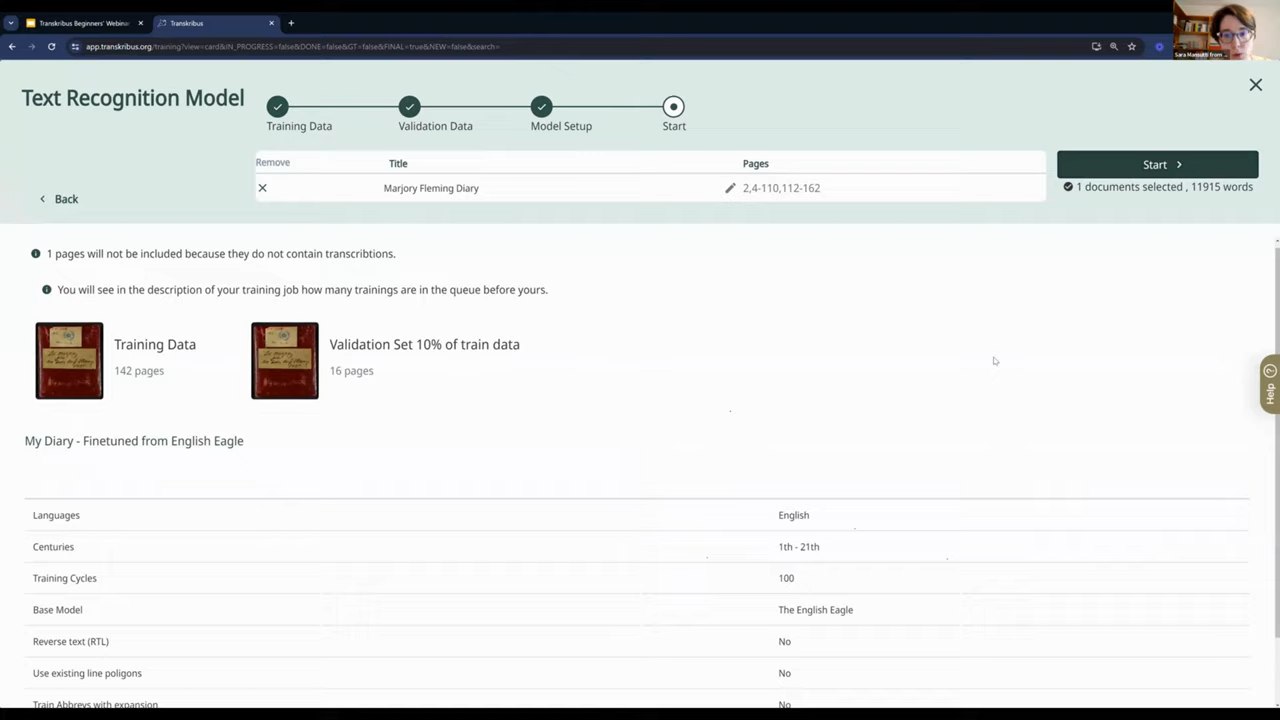 Transkribus Beginners' Webina
Transkribus
app.transkribus.org/training?view=card&IN_PROGRESS=false&DONE=false&GT=false&FINAL=true&NEW=false&search=
Text Recognition Model
Training Data
Validation Data
Model Setup
Start
Remove
Title
Pages
Marjory Fleming Diary
2,4-110,112-162
Start
1 documents selected , 11915 words
Back
1 pages will not be included because they do not contain transcribtions.
You will see in the description of your training job how many trainings are in the queue before yours.
Training Data
142 pages
Validation Set 10% of train data
16 pages
Help
My Diary - Finetuned from English Eagle
Languages English
Centuries 1th - 21th
Training Cycles 100
Base Model The English Eagle
Reverse text (RTL) No
Use existing line poligons No
Train Abbrevs with expansion No